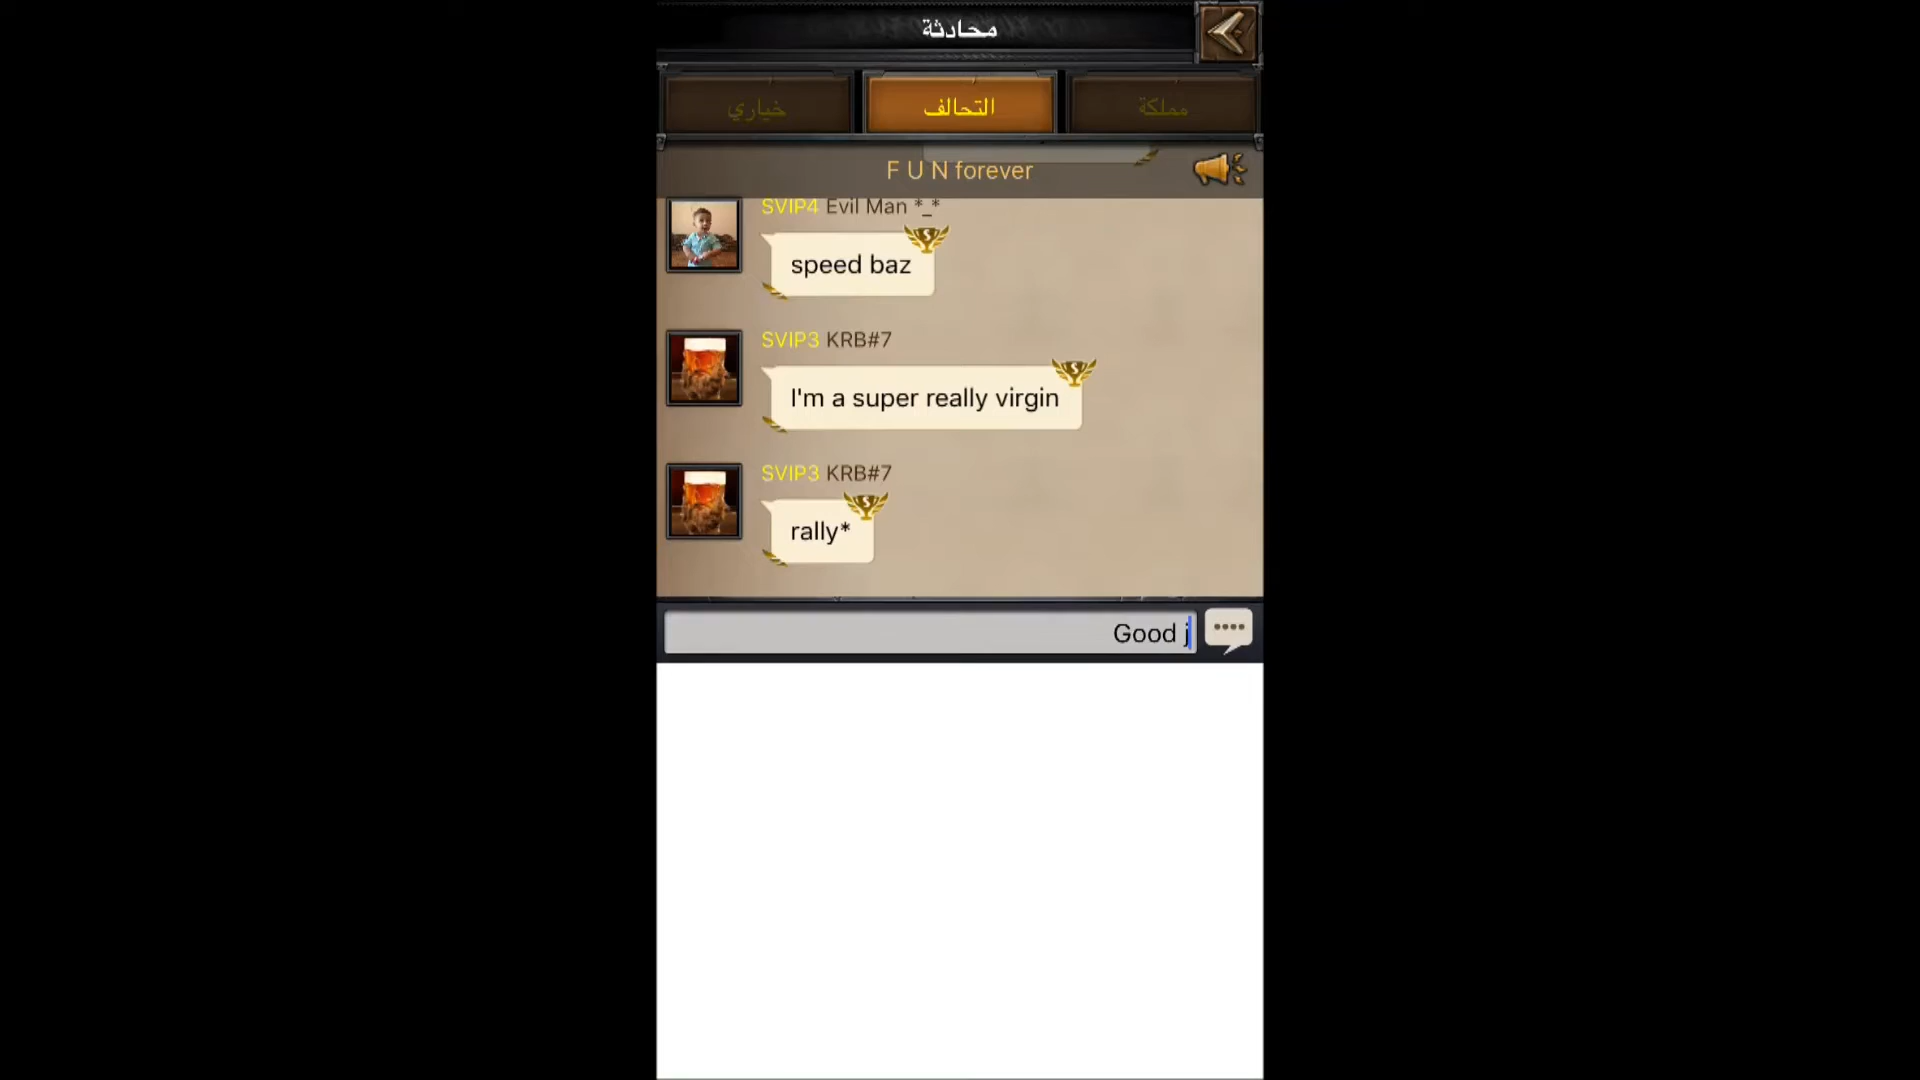 محادثة
مملكة
التحالف
خياري
F U N forever
SVIP4 Evil Man *_*
speed baz
SVIP3 KRB#7
I'm a super really virgin
SVIP3 KRB#7
rally*
Good j